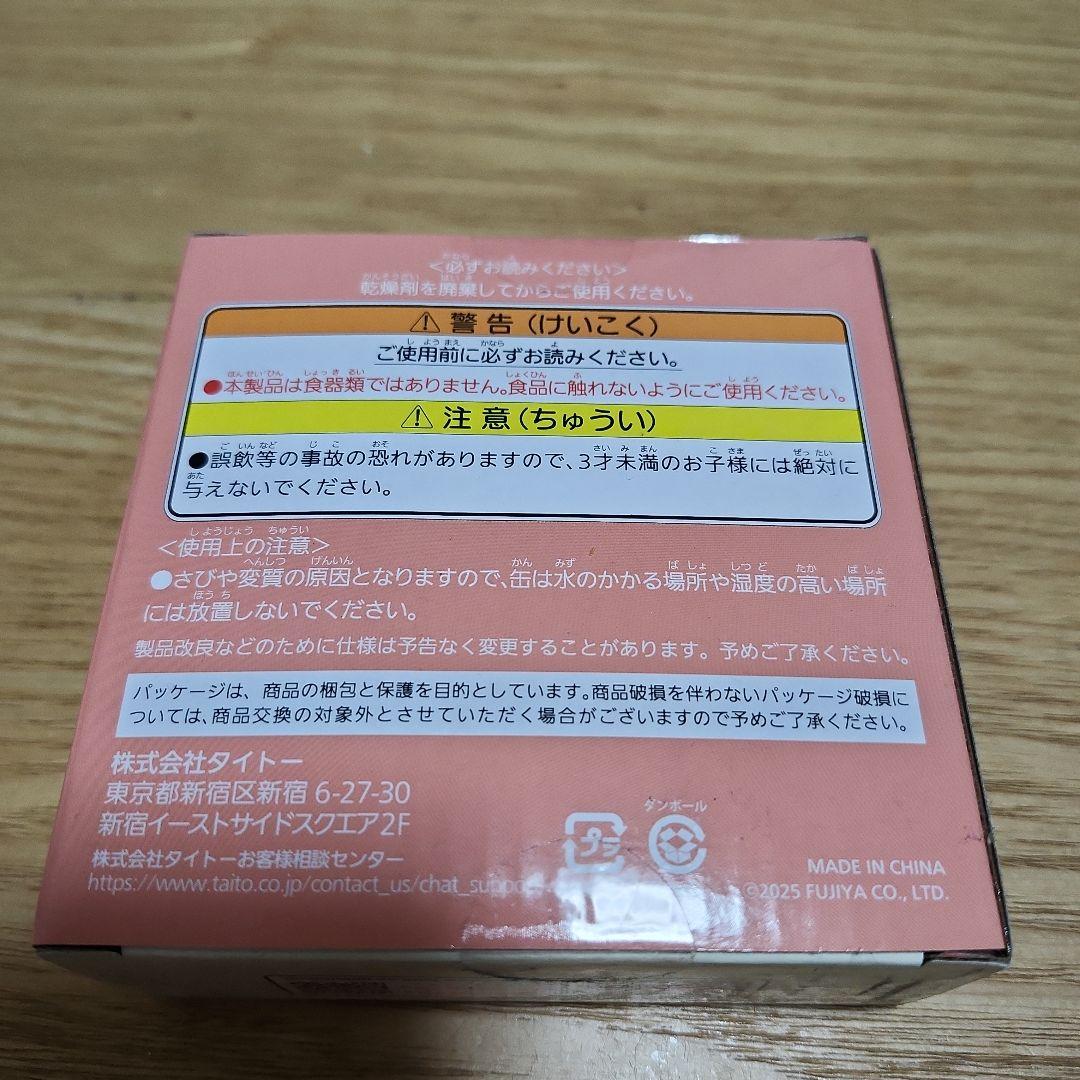 <必ずお読みください>
乾燥剤を廃棄してからご使用ください。
⚠ 警告（けいこく）
ご使用前に必ずお読みください。
●本製品は食器類ではありません。食品に触れないようにご使用ください。
⚠ 注意（ちゅうい）
●誤飲等の事故の恐れがありますので、3才未満のお子様には絶対に
与えないでください。
<使用上の注意>
●さびや変質の原因となりますので、缶は水のかかる場所や湿度の高い場所
には放置しないでください。
製品改良などのために仕様は予告なく変更することがあります。予めご了承ください。
パッケージは、商品の梱包と保護を目的としています。商品破損を伴わないパッケージ破損に
ついては、商品交換の対象外とさせていただく場合がございますので予めご了承ください。
株式会社タイトー
東京都新宿区新宿 6-27-30
新宿イーストサイドスクエア2F
株式会社タイトーお客様相談センター
https://www.taito.co.jp/contact_us/chat_suppo
プラ
ダンボール
MADE IN CHINA
©2025 FUJIYA CO., LTD.